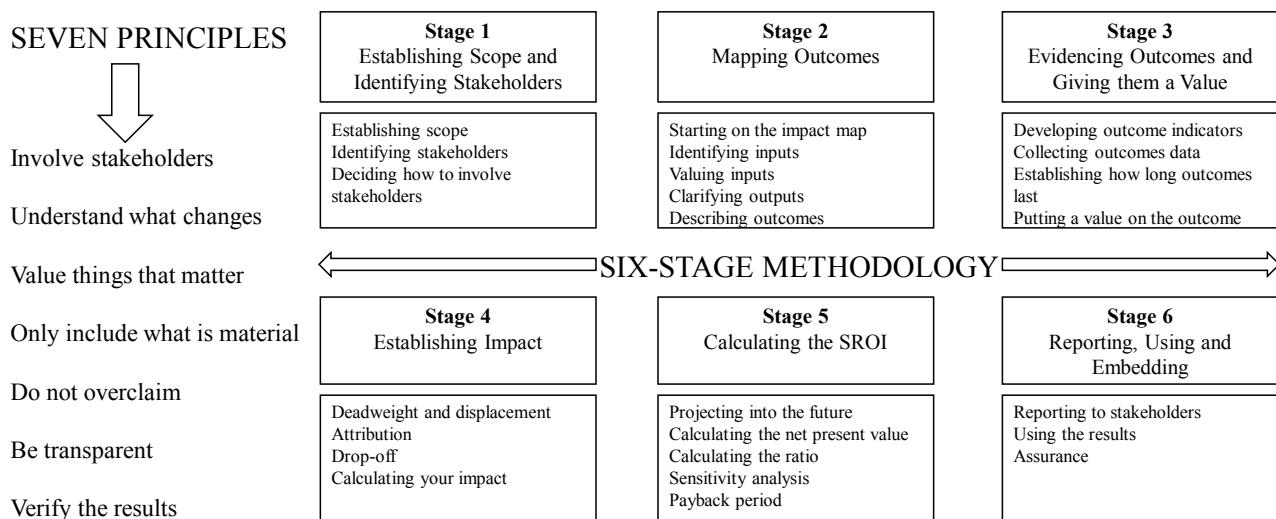 SEVEN PRINCIPLES
Involve stakeholders
Understand what changes
Value things that matter
Only include what is material
Do not overclaim
Be transparent
Verify the results
Stage 1
Establishing Scope and
Identifying Stakeholders
Establishing scope
Identifying stakeholders
Deciding how to involve
stakeholders
Stage 2
Mapping Outcomes
Starting on the impact map
Identifying inputs
Valuing inputs
Clarifying outputs
Describing outcomes
Stage 3
Evidencing Outcomes and
Giving them a Value
Developing outcome indicators
Collecting outcomes data
Establishing how long outcomes
last
Putting a value on the outcome
SIX-STAGE METHODOLOGY
Stage 4
Establishing Impact
Deadweight and displacement
Attribution
Drop-off
Calculating your impact
Stage 5
Calculating the SROI
Projecting into the future
Calculating the net present value
Calculating the ratio
Sensitivity analysis
Payback period
Stage 6
Reporting, Using and
Embedding
Reporting to stakeholders
Using the results
Assurance